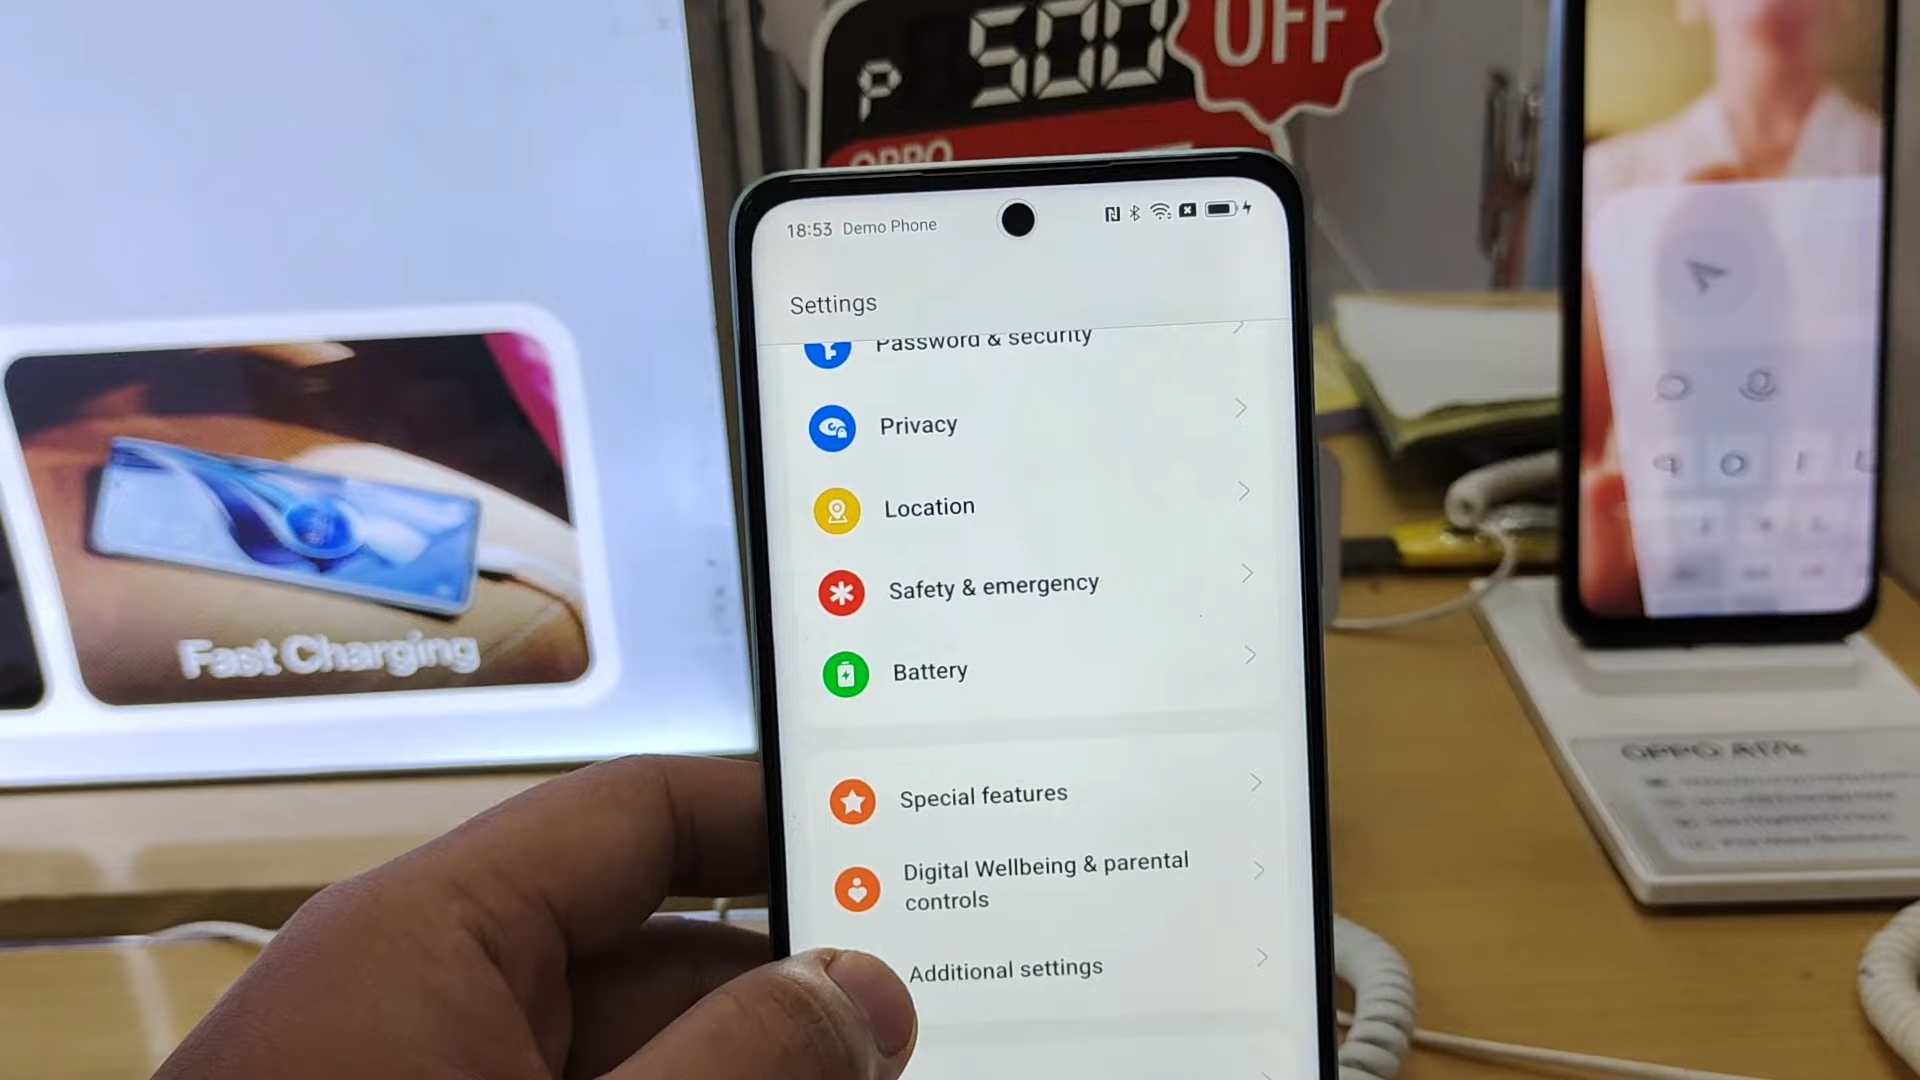 P 500
OFF
OPPO
18:53 Demo Phone
Settings
Password & security
Privacy
Location
Safety & emergency
Battery
Special features
Digital Wellbeing & parental
controls
Additional settings
Fast Charging
OPPO